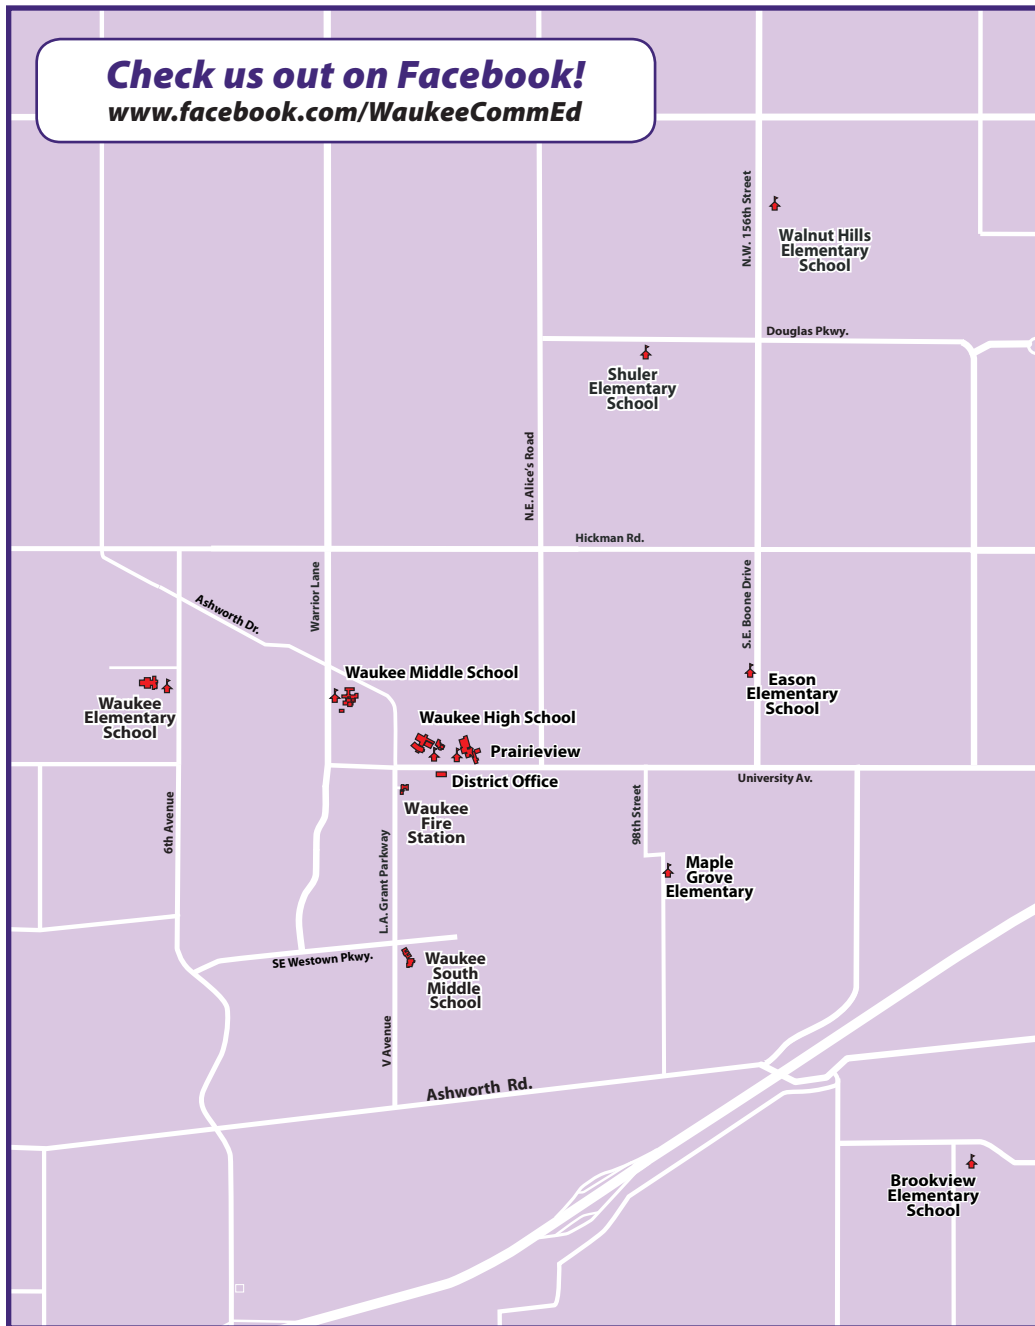 Check us out on Facebook!
www.facebook.com/WaukeeCommEd
N.W. 156th Street
Walnut Hills
Elementary
School
Douglas Pkwy.
Shuler
Elementary
School
N.E. Alice's Road
Hickman Rd.
Ashworth Dr.
Warrior Lane
S.E. Boone Drive
Waukee Middle School
Waukee
Elementary
School
Eason
Elementary
School
Waukee High School
Prairieview
District Office
University Av.
Waukee
Fire
Station
6th Avenue
98th Street
L.A. Grant Parkway
Maple
Grove
Elementary
SE Westown Pkwy.
Waukee
South
Middle
School
V Avenue
Ashworth Rd.
Brookview
Elementary
School